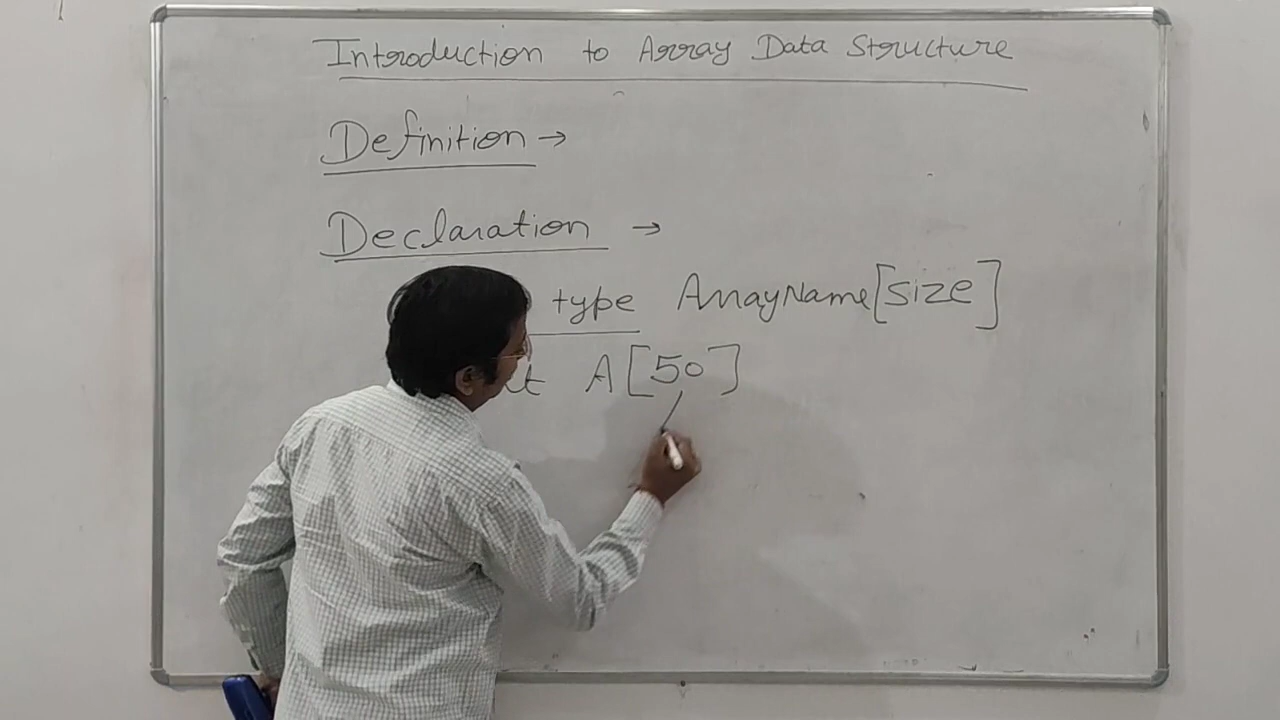 Introduction to Array Data Structure
Definition →
Declaration →
type ArrayName[size]
A[50]